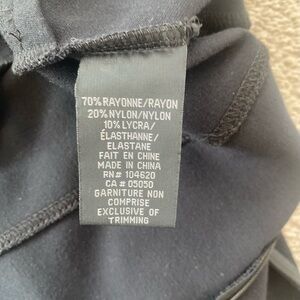 70% RAYONNE/RAYON
20% NYLON/NYLON
10% LYCRA/
ÉLASTHANNE/
ELASTANE
FAIT EN CHINE
MADE IN CHINA
RN# 104620
CA # 05050
GARNITURE NON
COMPRISE
EXCLUSIVE OF
TRIMMING